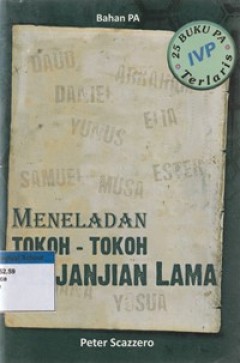 Bahan PA
25 BUKU PA
IVP
Terlaris
DAUD
ABRAHAM
DANIEL
YUNUS
ELIA
SAMUEL
MUSA
ESTER
MENELADAN
TOKOH - TOKOH
JANJIAN LAMA
YOSUA
Peter Scazzero